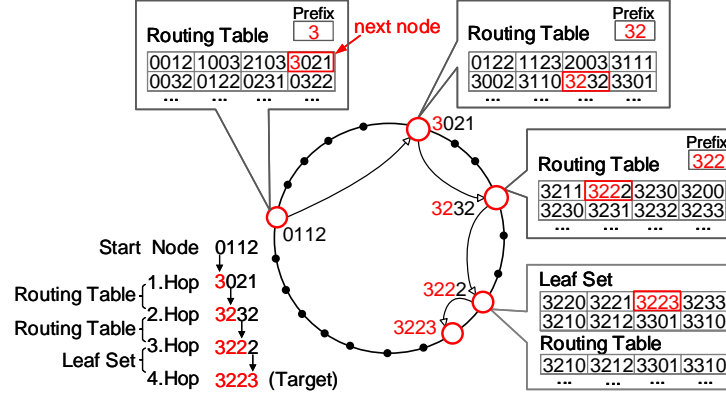 Prefix
Routing Table 3
next node
0012 1003 2103 3021
0032 0122 0231 0322
... ... ... ...
Prefix
Routing Table 32
0122 1123 2003 3111
3002 3110 3232 3301
... ... ... ...
3021
Prefix
Routing Table 322
3211 3222 3230 3200
3230 3231 3232 3233
... ... ... ...
3232
0112
Start Node 0112
1.Hop 3021
Routing Table
2.Hop 3232
Routing Table
3.Hop 3222
Leaf Set
4.Hop 3223 (Target)
3222
3223
Leaf Set
3220 3221 3223 3233
3210 3212 3301 3310
Routing Table
3210 3212 3301 3310
... ... ... ...